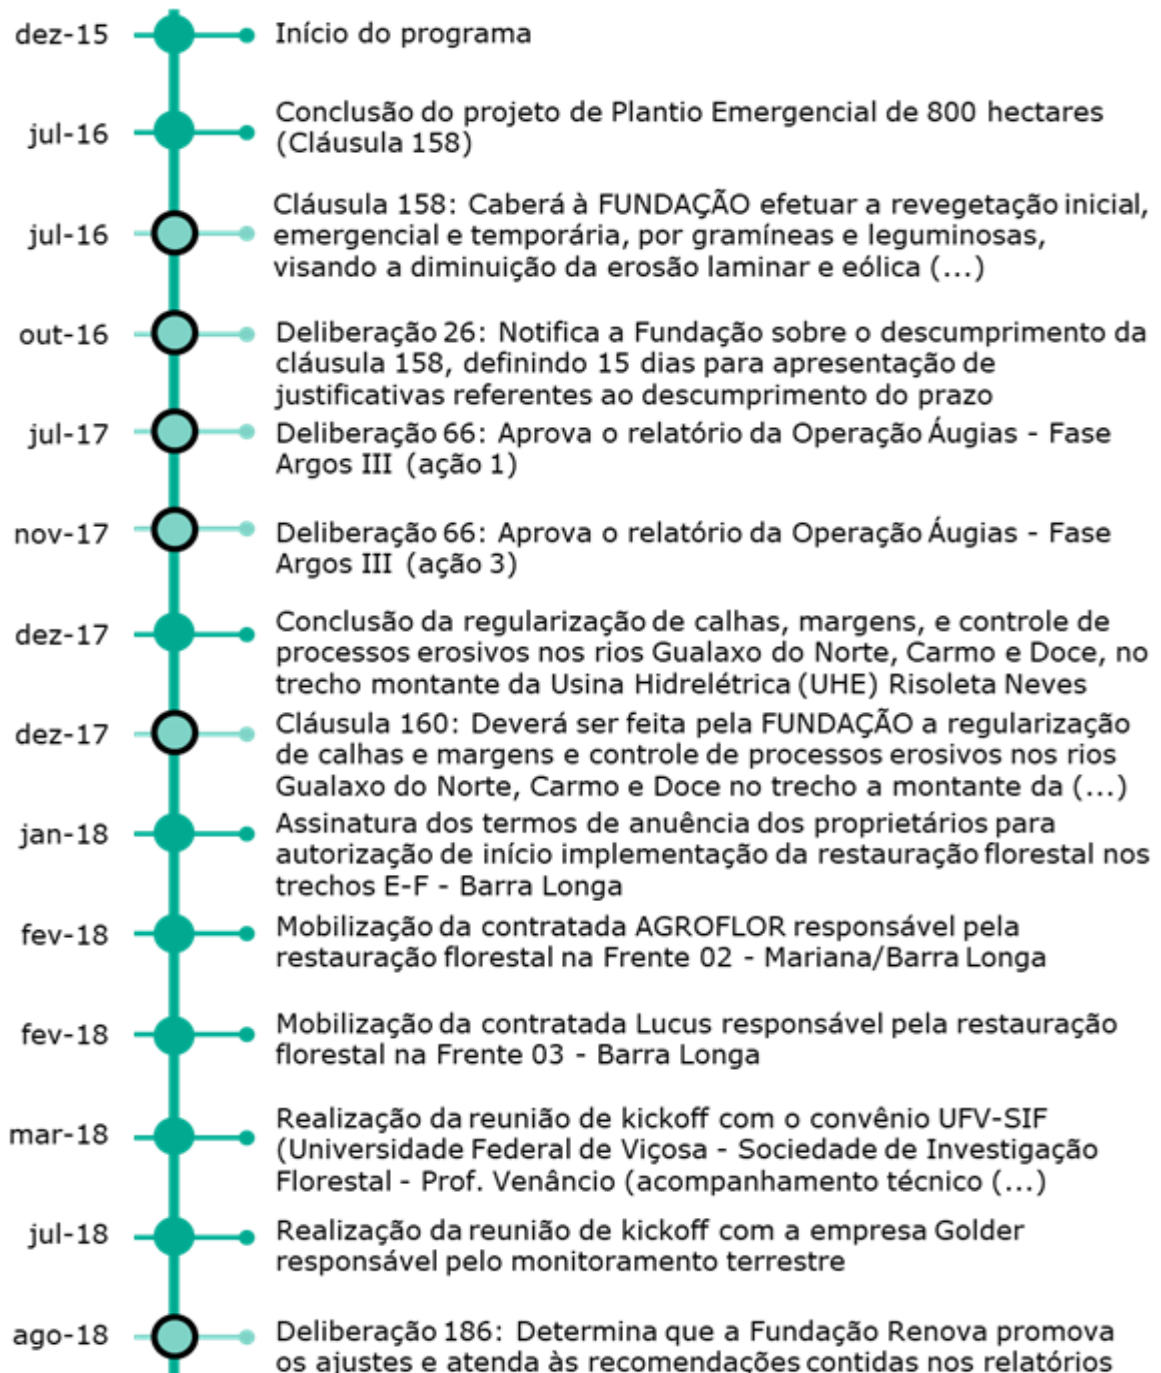 dez-15
Início do programa
jul-16
Conclusão do projeto de Plantio Emergencial de 800 hectares
(Cláusula 158)
jul-16
Cláusula 158: Caberá à FUNDAÇÃO efetuar a revegetação inicial,
emergencial e temporária, por gramíneas e leguminosas,
visando a diminuição da erosão laminar e eólica (...)
out-16
Deliberação 26: Notifica a Fundação sobre o descumprimento da
cláusula 158, definindo 15 dias para apresentação de
justificativas referentes ao descumprimento do prazo
jul-17
Deliberação 66: Aprova o relatório da Operação Áugias - Fase
Argos III (ação 1)
nov-17
Deliberação 66: Aprova o relatório da Operação Áugias - Fase
Argos III (ação 3)
dez-17
Conclusão da regularização de calhas, margens, e controle de
processos erosivos nos rios Gualaxo do Norte, Carmo e Doce, no
trecho montante da Usina Hidrelétrica (UHE) Risoleta Neves
dez-17
Cláusula 160: Deverá ser feita pela FUNDAÇÃO a regularização
de calhas e margens e controle de processos erosivos nos rios
Gualaxo do Norte, Carmo e Doce no trecho a montante da (...)
jan-18
Assinatura dos termos de anuência dos proprietários para
autorização de início implementação da restauração florestal nos
trechos E-F - Barra Longa
fev-18
Mobilização da contratada AGROFLOR responsável pela
restauração florestal na Frente 02 - Mariana/Barra Longa
fev-18
Mobilização da contratada Lucus responsável pela restauração
florestal na Frente 03 - Barra Longa
mar-18
Realização da reunião de kickoff com o convênio UFV-SIF
(Universidade Federal de Viçosa - Sociedade de Investigação
Florestal - Prof. Venâncio (acompanhamento técnico (...)
jul-18
Realização da reunião de kickoff com a empresa Golder
responsável pelo monitoramento terrestre
ago-18
Deliberação 186: Determina que a Fundação Renova promova
os ajustes e atenda às recomendações contidas nos relatórios